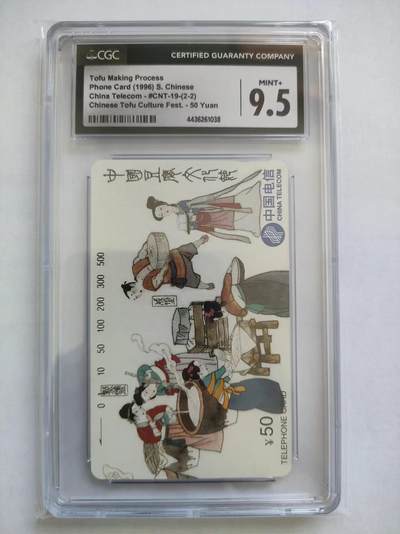 CGC
CERTIFIED GUARANTY COMPANY
Tofu Making Process
Phone Card (1996) S. Chinese
China Telecom - #CNT-19-(2-2)
Chinese Tofu Culture Fest. - 50 Yuan
MINT+
9.5
4436261038
中國豆腐文化節
中国电信
CHINA TELECOM
0 10 50 100 200 300 500
¥50
TELEPHONE CARD